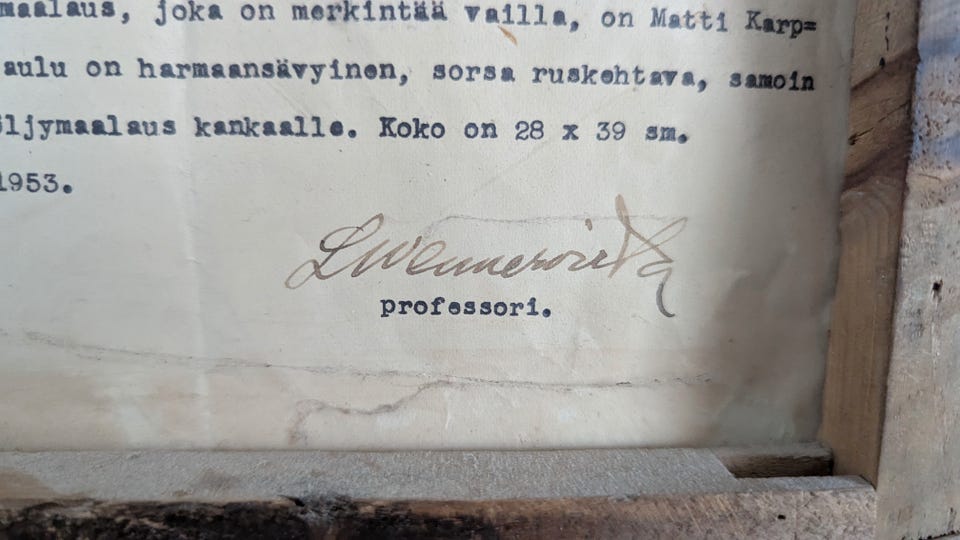 maalaus, joka on merkintää vailla, on Matti Karp=
aulu on harmaansävyinen, sorsa ruskehtava, samoin
öljymaalaus kankaalle. Koko on 28 x 39 sm.
1953.
LWennervirta
professori.